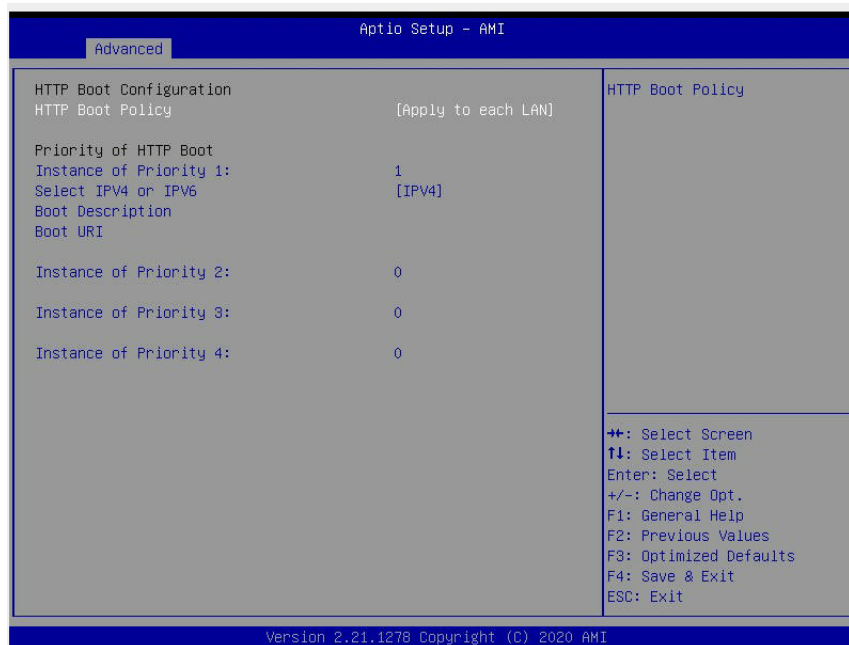 Aptio Setup – AMI
Advanced
HTTP Boot Configuration
HTTP Boot Policy [Apply to each LAN]
Priority of HTTP Boot
Instance of Priority 1: 1
Select IPV4 or IPV6 [IPV4]
Boot Description
Boot URI
Instance of Priority 2: 0
Instance of Priority 3: 0
Instance of Priority 4: 0
HTTP Boot Policy
→←: Select Screen
↑↓: Select Item
Enter: Select
+/-: Change Opt.
F1: General Help
F2: Previous Values
F3: Optimized Defaults
F4: Save & Exit
ESC: Exit
Version 2.21.1278 Copyright (C) 2020 AMI